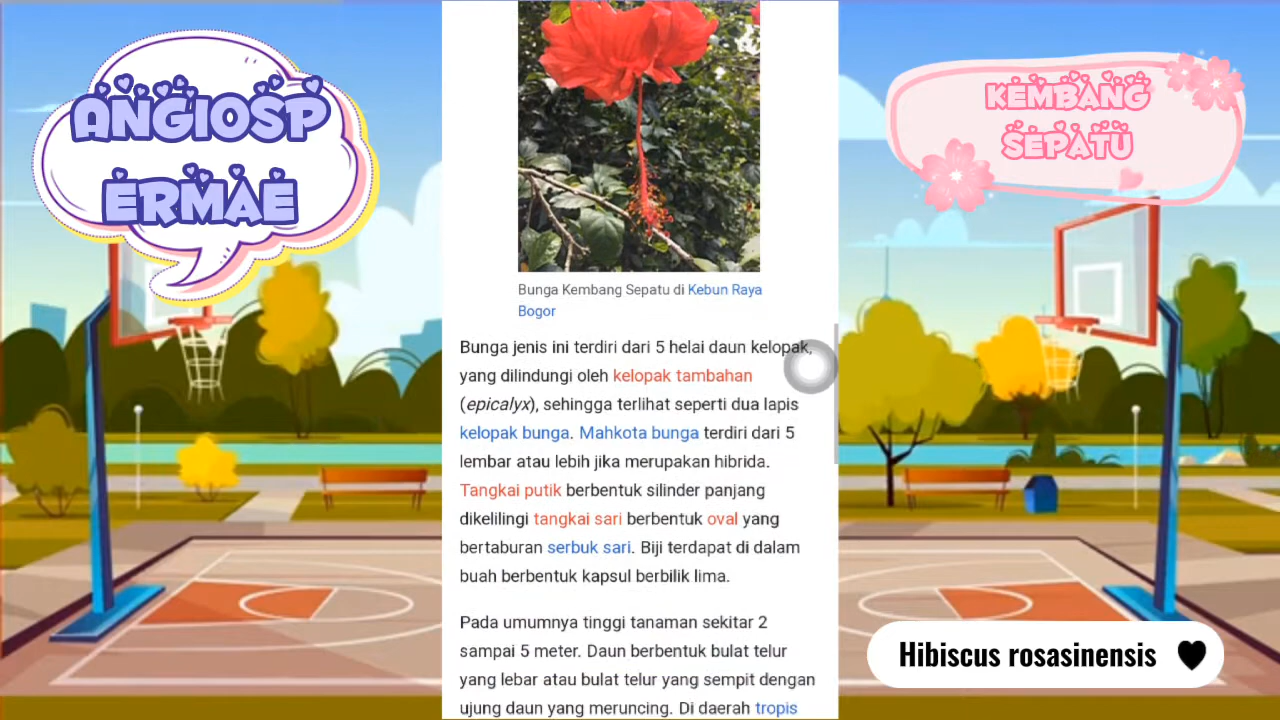 ANGIOSP
ERMAE
KEMBANG
SEPATU
Bunga Kembang Sepatu di Kebun Raya
Bogor
Bunga jenis ini terdiri dari 5 helai daun kelopak,
yang dilindungi oleh kelopak tambahan
(epicalyx), sehingga terlihat seperti dua lapis
kelopak bunga. Mahkota bunga terdiri dari 5
lembar atau lebih jika merupakan hibrida.
Tangkai putik berbentuk silinder panjang
dikelilingi tangkai sari berbentuk oval yang
bertaburan serbuk sari. Biji terdapat di dalam
buah berbentuk kapsul berbilik lima.
Pada umumnya tinggi tanaman sekitar 2
sampai 5 meter. Daun berbentuk bulat telur
yang lebar atau bulat telur yang sempit dengan
ujung daun yang meruncing. Di daerah tropis
Hibiscus rosasinensis